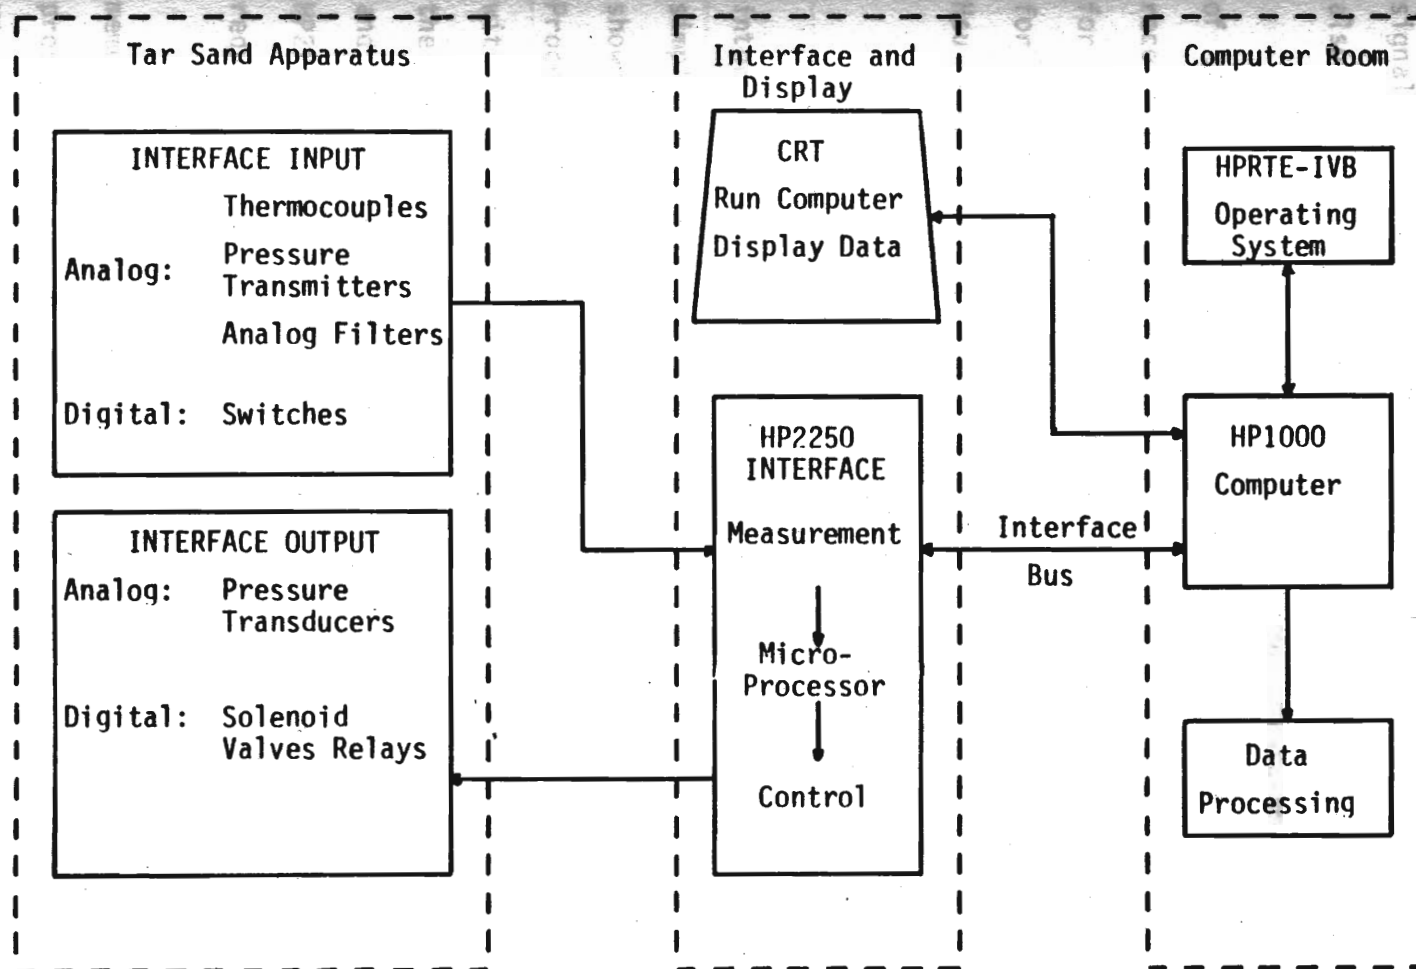 Tar Sand Apparatus
INTERFACE INPUT
Thermocouples
Analog:
Pressure
Transmitters
Analog Filters
Digital: Switches
INTERFACE OUTPUT
Analog: Pressure
Transducers
Digital: Solenoid
Valves Relays
Interface and
Display
CRT
Run Computer
Display Data
HP2250
INTERFACE
Measurement
Micro-
Processor
Control
Interface
Bus
Computer Room
HPRTE-IVB
Operating
System
HP1000
Computer
Data
Processing